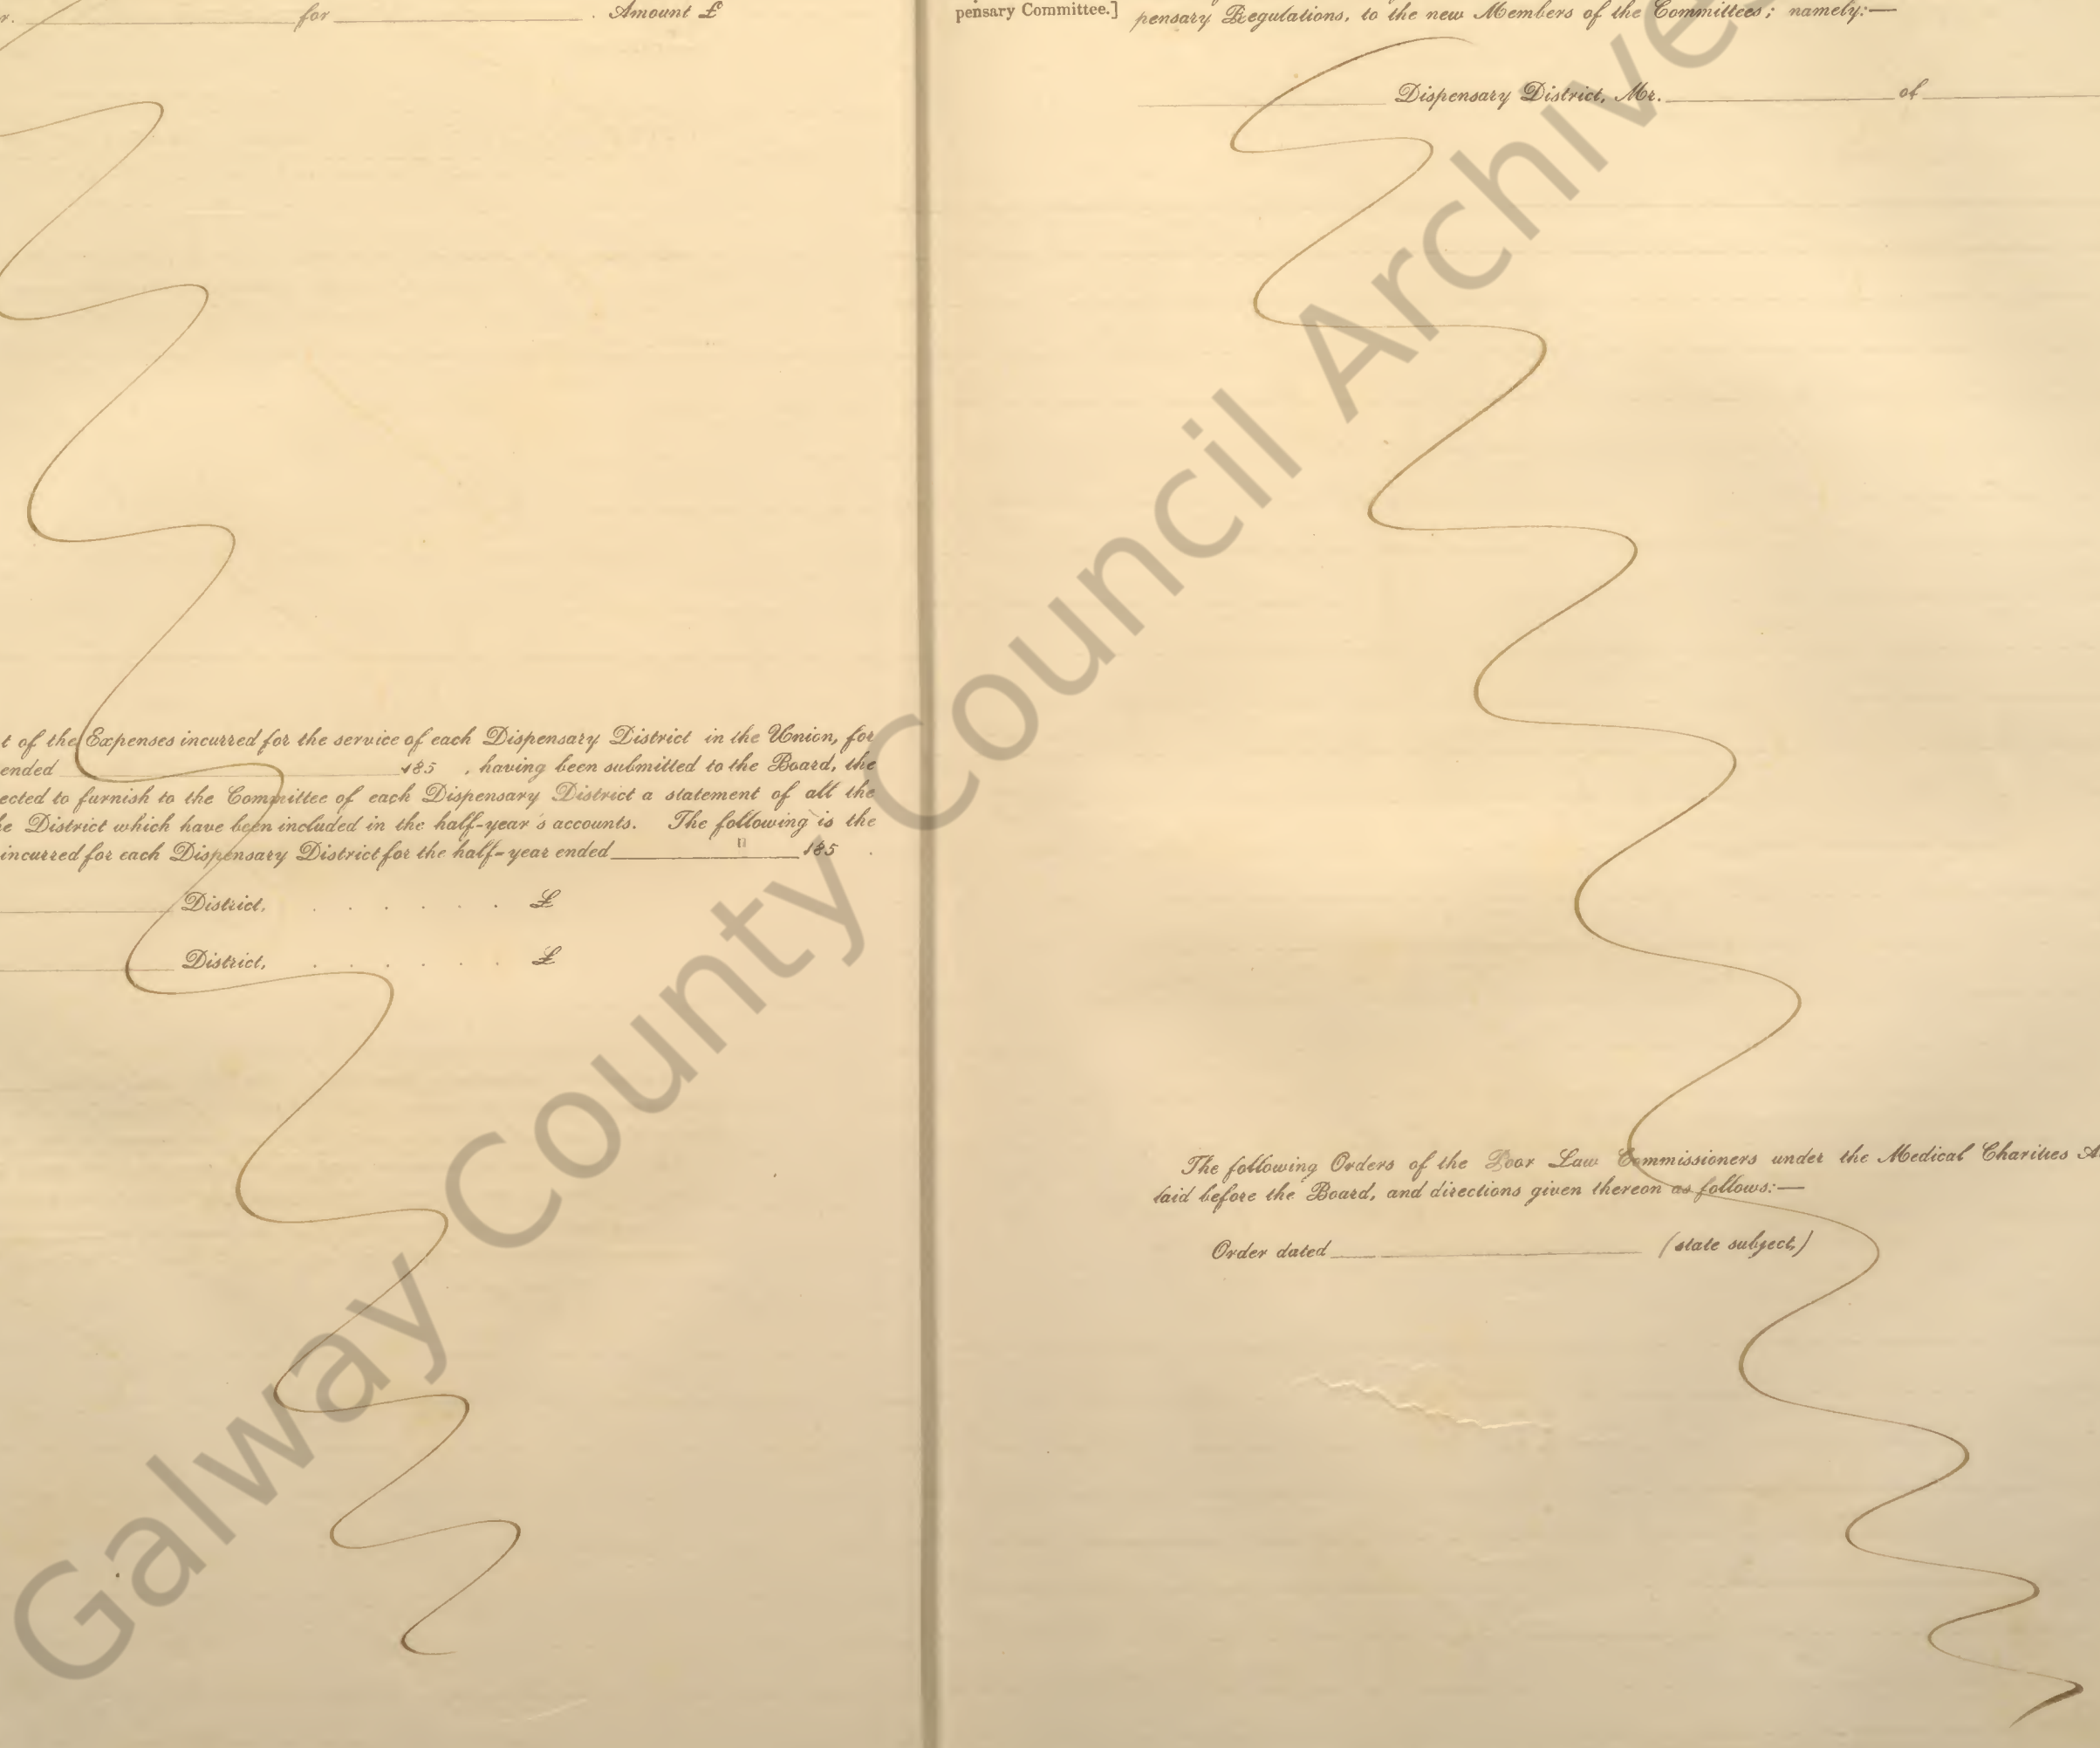 r. for . Amount £
t of the Expenses incurred for the service of each Dispensary District in the Union, for
ended 185 , having been submitted to the Board, the
ected to furnish to the Committee of each Dispensary District a statement of all the
he District which have been included in the half-year's accounts. The following is the
incurred for each Dispensary District for the half-year ended 185 .
District, . . . . . . £
District, . . . . . . £
pensary Committee.]
pensary Regulations, to the new Members of the Committees; namely:—
Dispensary District, Mr. of
The following Orders of the Poor Law Commissioners under the Medical Charities A
laid before the Board, and directions given thereon as follows:—
Order dated (state subject)
Galway County Council Archive